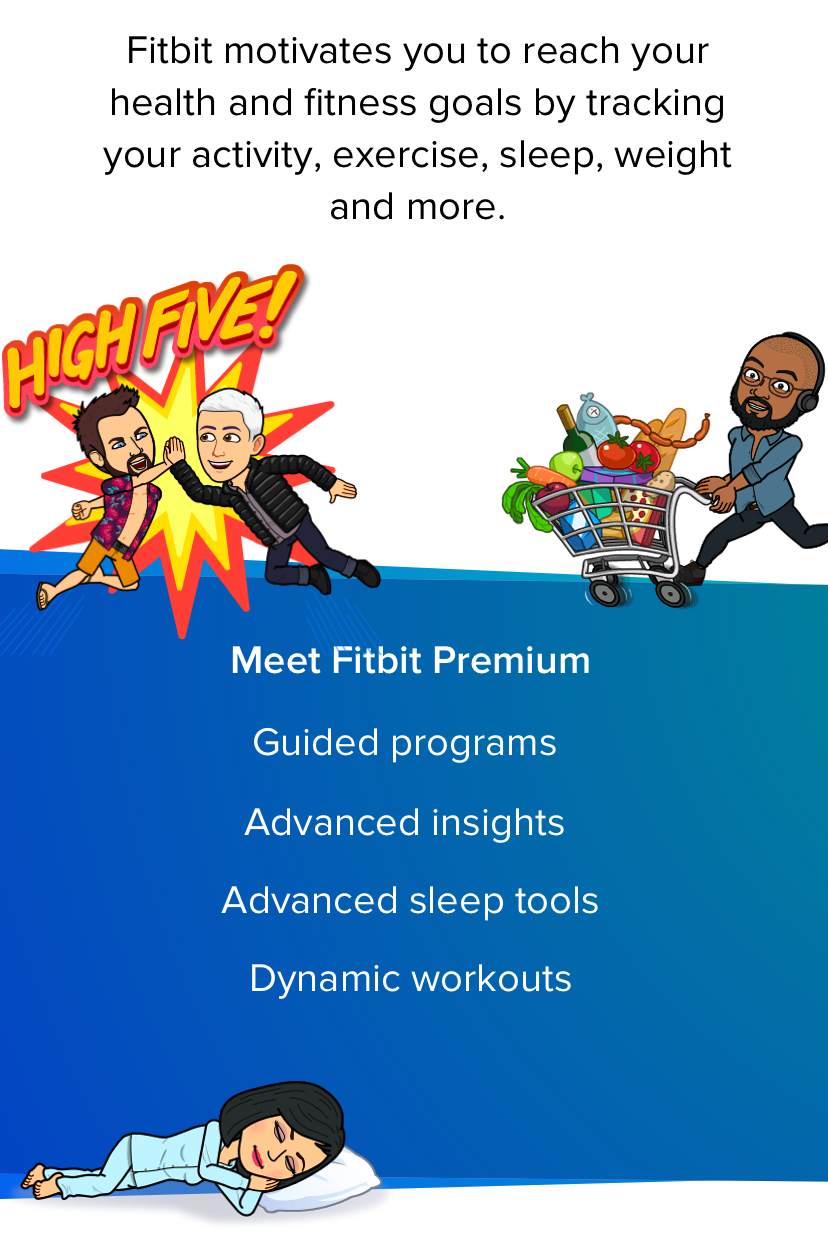 Fitbit motivates you to reach your
health and fitness goals by tracking
your activity, exercise, sleep, weight
and more.
HIGH FIVE!
Meet Fitbit Premium
Guided programs
Advanced insights
Advanced sleep tools
Dynamic workouts